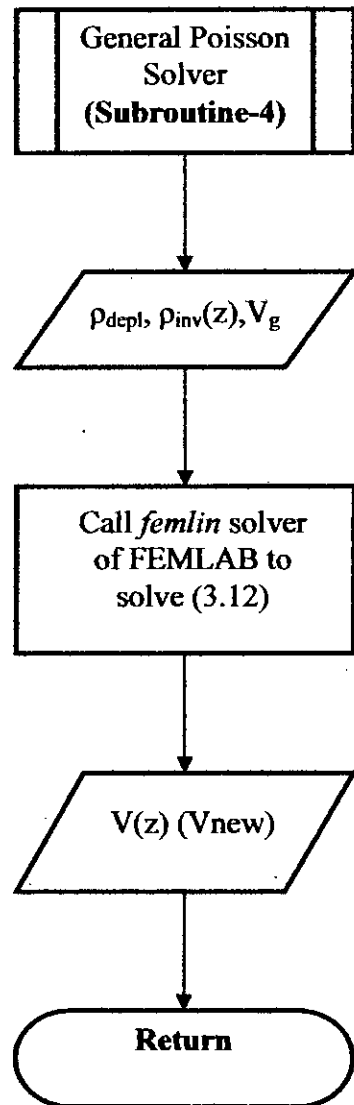 General Poisson
Solver
(Subroutine-4)
ρdepl, ρinv(z),Vg
Call femlin solver
of FEMLAB to
solve (3.12)
V(z) (Vnew)
Return